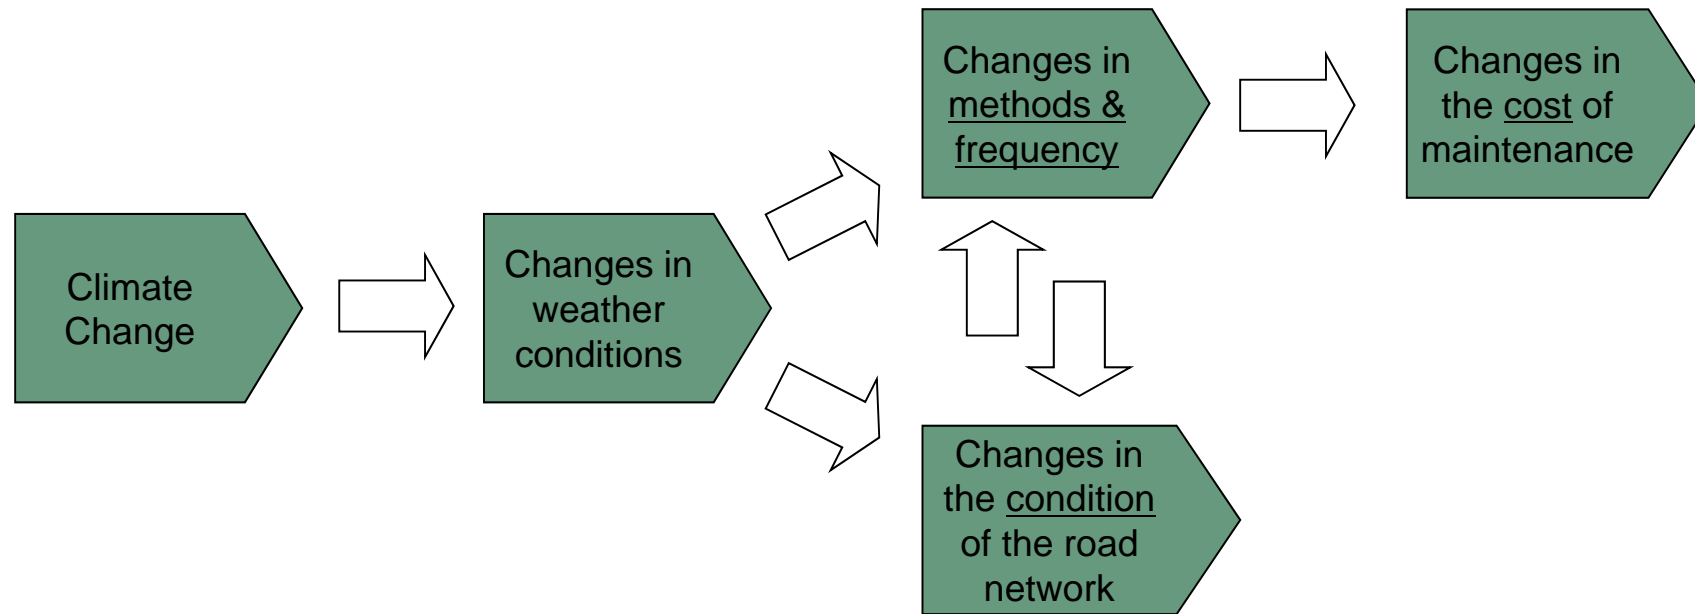 Climate
Change
Changes in
weather
conditions
Changes in
methods &
frequency
Changes in
the condition
of the road
network
Changes in
the cost of
maintenance